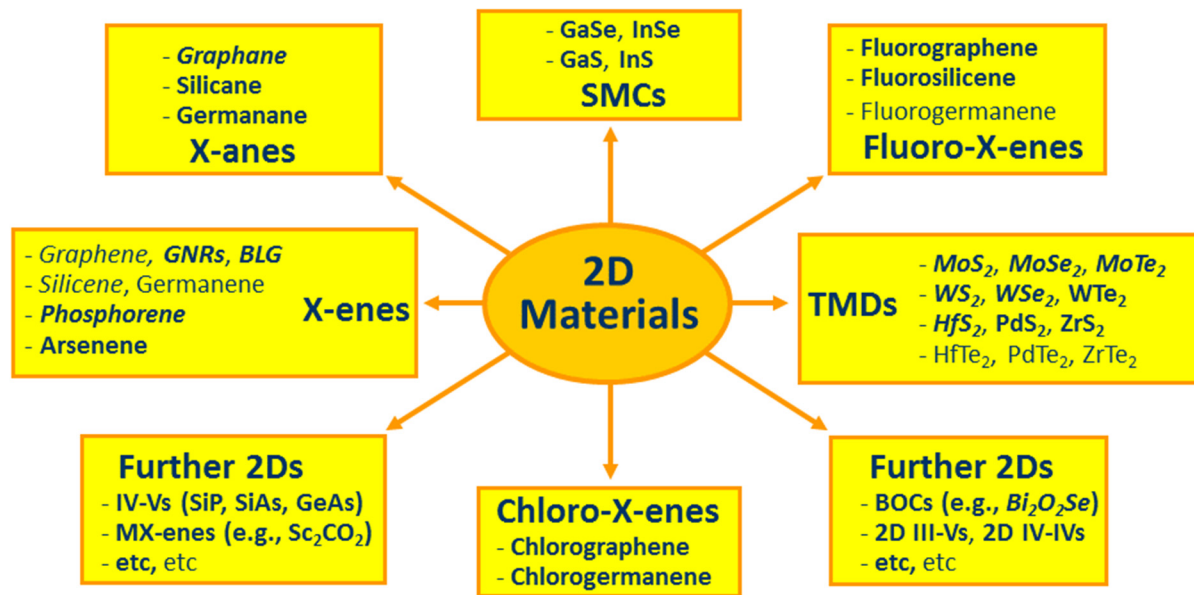 - Graphane
- Silicane
- Germanane
X-anes
- GaSe, InSe
- GaS, InS
SMCs
- Fluorographene
- Fluorosilicene
- Fluorogermanene
Fluoro-X-enes
- Graphene, GNRs, BLG
- Silicene, Germanene
- Phosphorene
- Arsenene
X-enes
2D
Materials
TMDs
- MoS₂, MoSe₂, MoTe₂
- WS₂, WSe₂, WTe₂
- HfS₂, PdS₂, ZrS₂
- HfTe₂, PdTe₂, ZrTe₂
Further 2Ds
- IV-Vs (SiP, SiAs, GeAs)
- MX-enes (e.g., Sc₂CO₂)
- etc, etc
Chloro-X-enes
- Chlorographene
- Chlorogermanene
Further 2Ds
- BOCs (e.g., Bi₂O₂Se)
- 2D III-Vs, 2D IV-IVs
- etc, etc